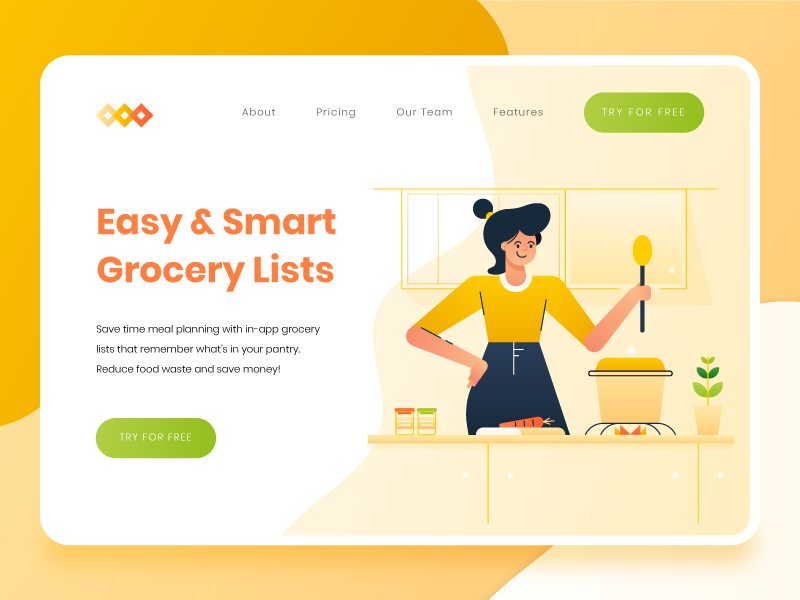 About Pricing Our Team Features TRY FOR FREE
Easy & Smart
Grocery Lists
Save time meal planning with in-app grocery
lists that remember what's in your pantry.
Reduce food waste and save money!
TRY FOR FREE